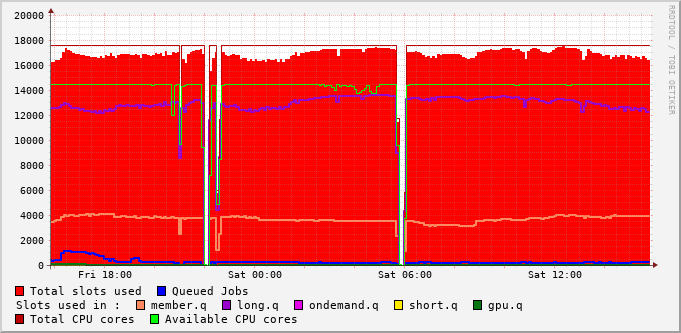 20000
18000
16000
14000
12000
10000
8000
6000
4000
2000
0
Fri 18:00 Sat 00:00 Sat 06:00 Sat 12:00
Total slots used Queued Jobs
Slots used in : member.q long.q ondemand.q short.q gpu.q
Total CPU cores Available CPU cores
RRDTOOL / TOBI OETIKER